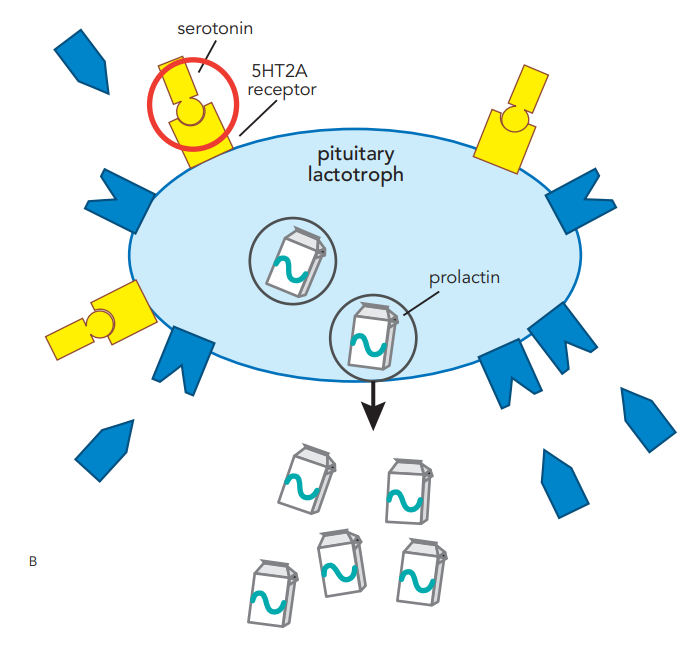 serotonin
5HT2A
receptor
pituitary
lactotroph
prolactin
B